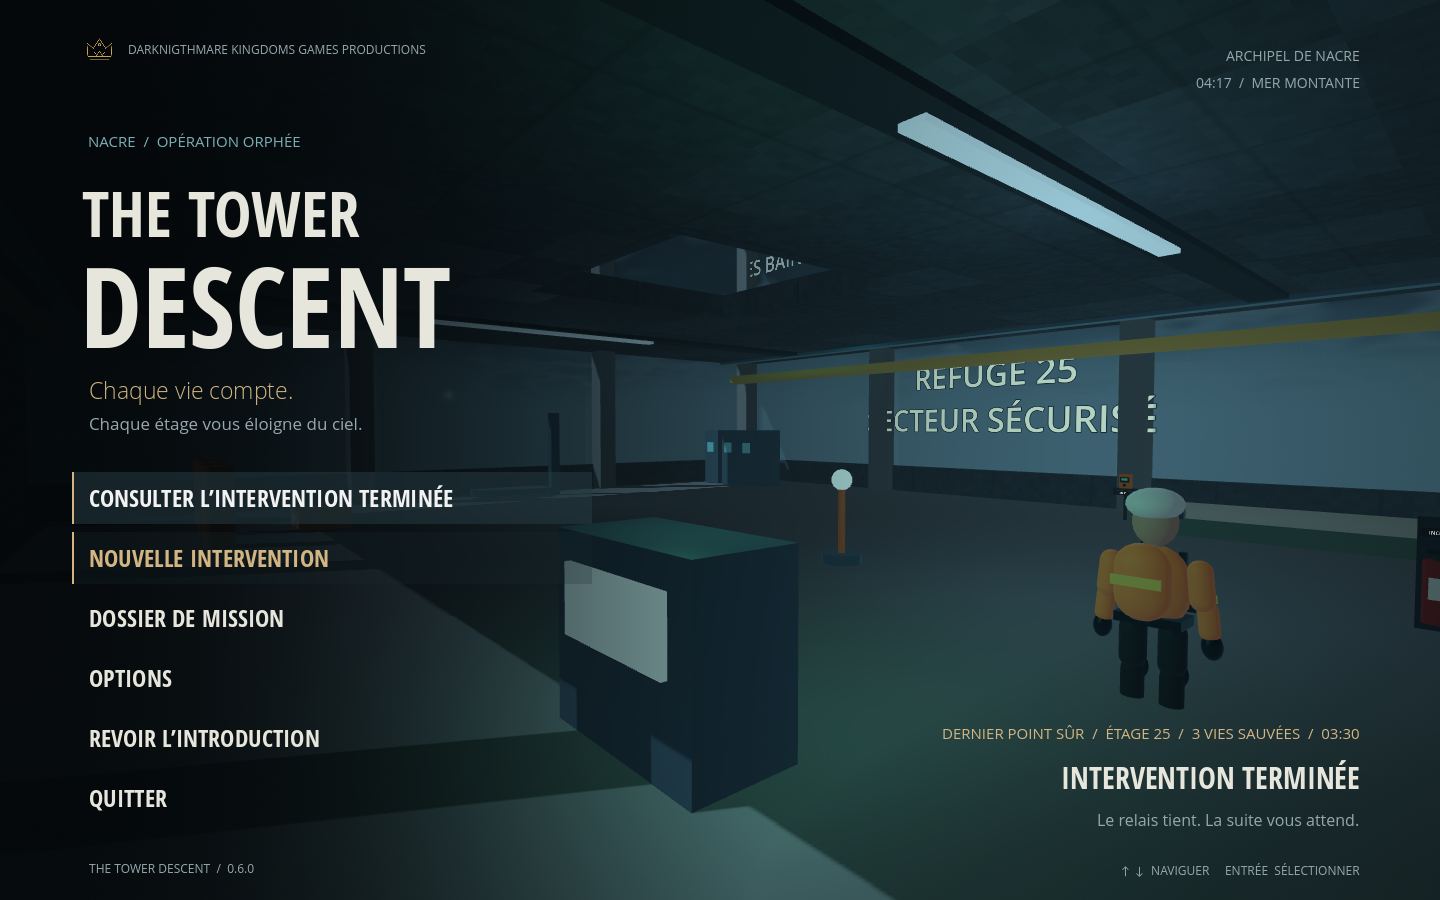 DARKNIGTHMARE KINGDOMS GAMES PRODUCTIONS
ARCHIPEL DE NACRE
04:17 / MER MONTANTE
NACRE / OPÉRATION ORPHÉE
THE TOWER
DESCENT
Chaque vie compte.
Chaque étage vous éloigne du ciel.
REFUGE 25
SECTEUR SÉCURISÉ
CONSULTER L’INTERVENTION TERMINÉE
NOUVELLE INTERVENTION
DOSSIER DE MISSION
OPTIONS
REVOIR L’INTRODUCTION
QUITTER
DERNIER POINT SÛR / ÉTAGE 25 / 3 VIES SAUVÉES / 03:30
INTERVENTION TERMINÉE
Le relais tient. La suite vous attend.
THE TOWER DESCENT / 0.6.0
↑ ↓ NAVIGUER ENTRÉE SÉLECTIONNER